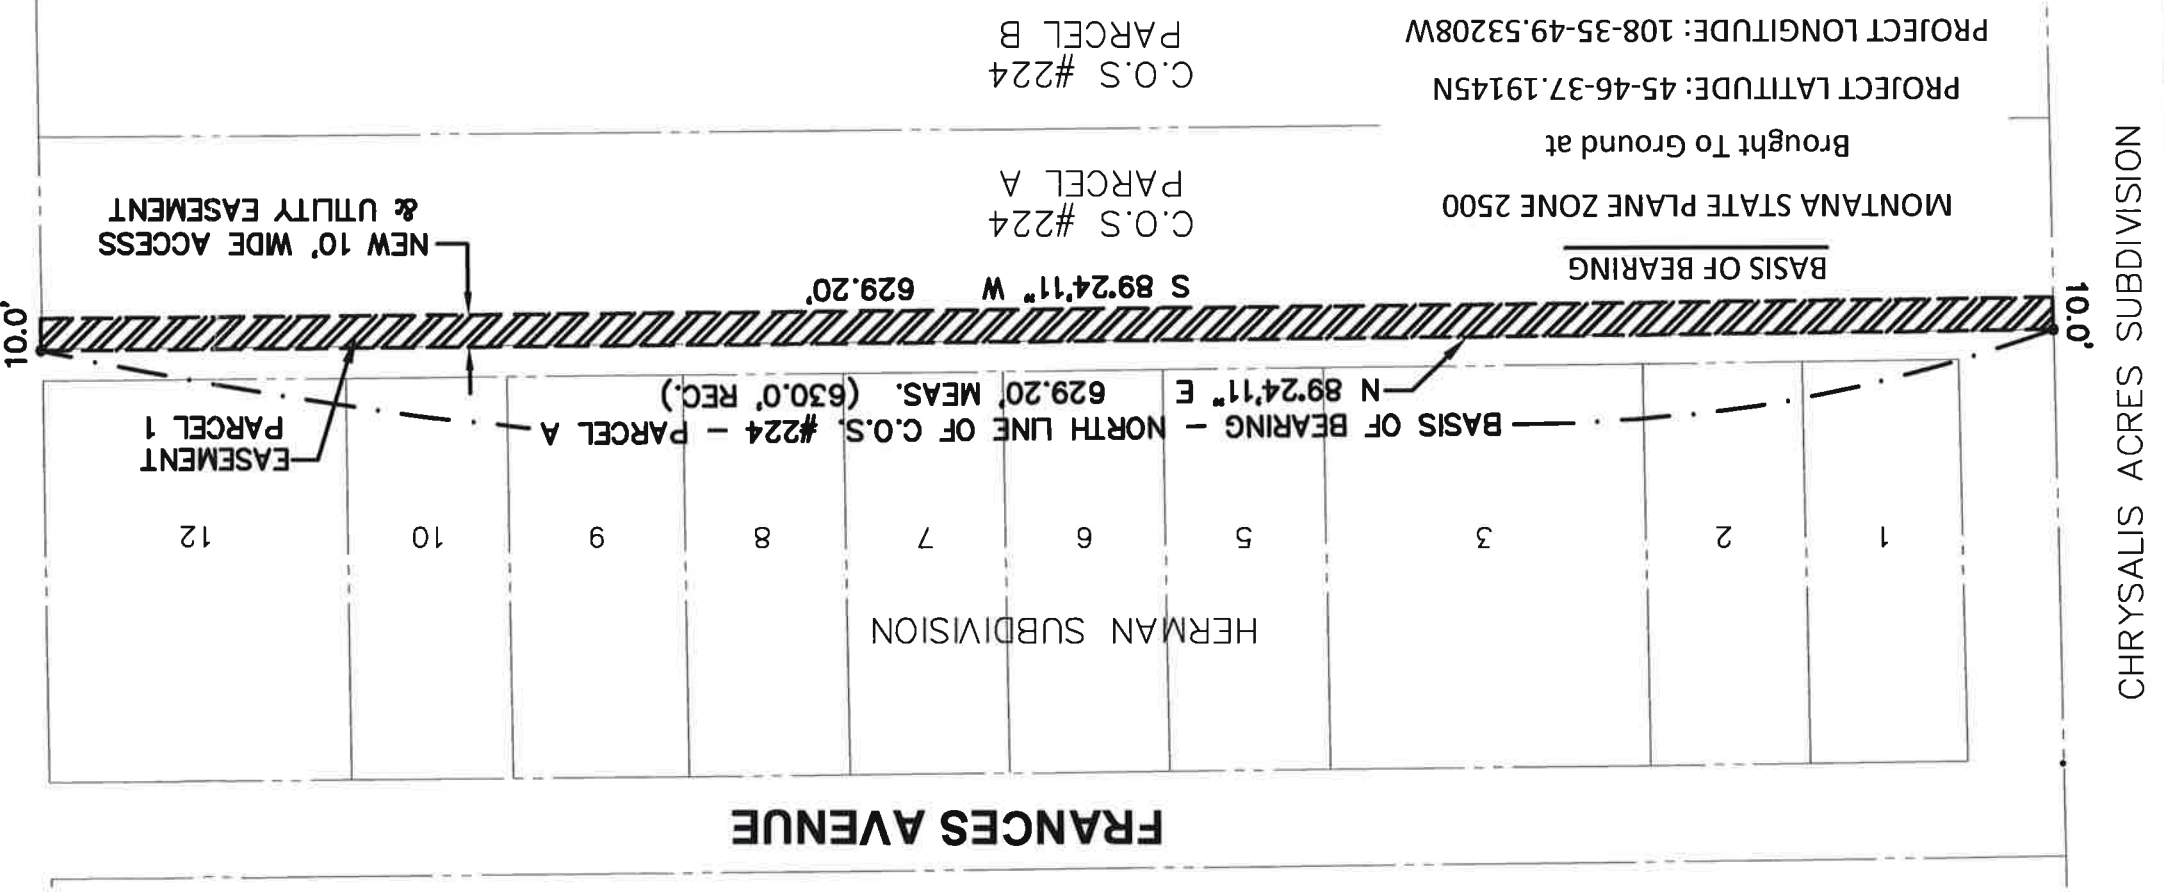 FRANCES AVENUE
HERMAN SUBDIVISION
1
2
3
5
6
7
8
9
10
12
EASEMENT
PARCEL 1
BASIS OF BEARING – NORTH LINE OF C.O.S. #224 – PARCEL A
N 89°24'11" E 629.20' MEAS. (630.0' REC.)
10.0'
10.0'
S 89°24'11" W 629.20'
NEW 10' WIDE ACCESS
& UTILITY EASEMENT
BASIS OF BEARING
MONTANA STATE PLANE ZONE 2500
Brought To Ground at
PROJECT LATITUDE: 45-46-37.19145N
PROJECT LONGITUDE: 108-35-49.53208W
C.O.S #224
PARCEL A
C.O.S #224
PARCEL B
CHRYSALIS ACRES SUBDIVISION